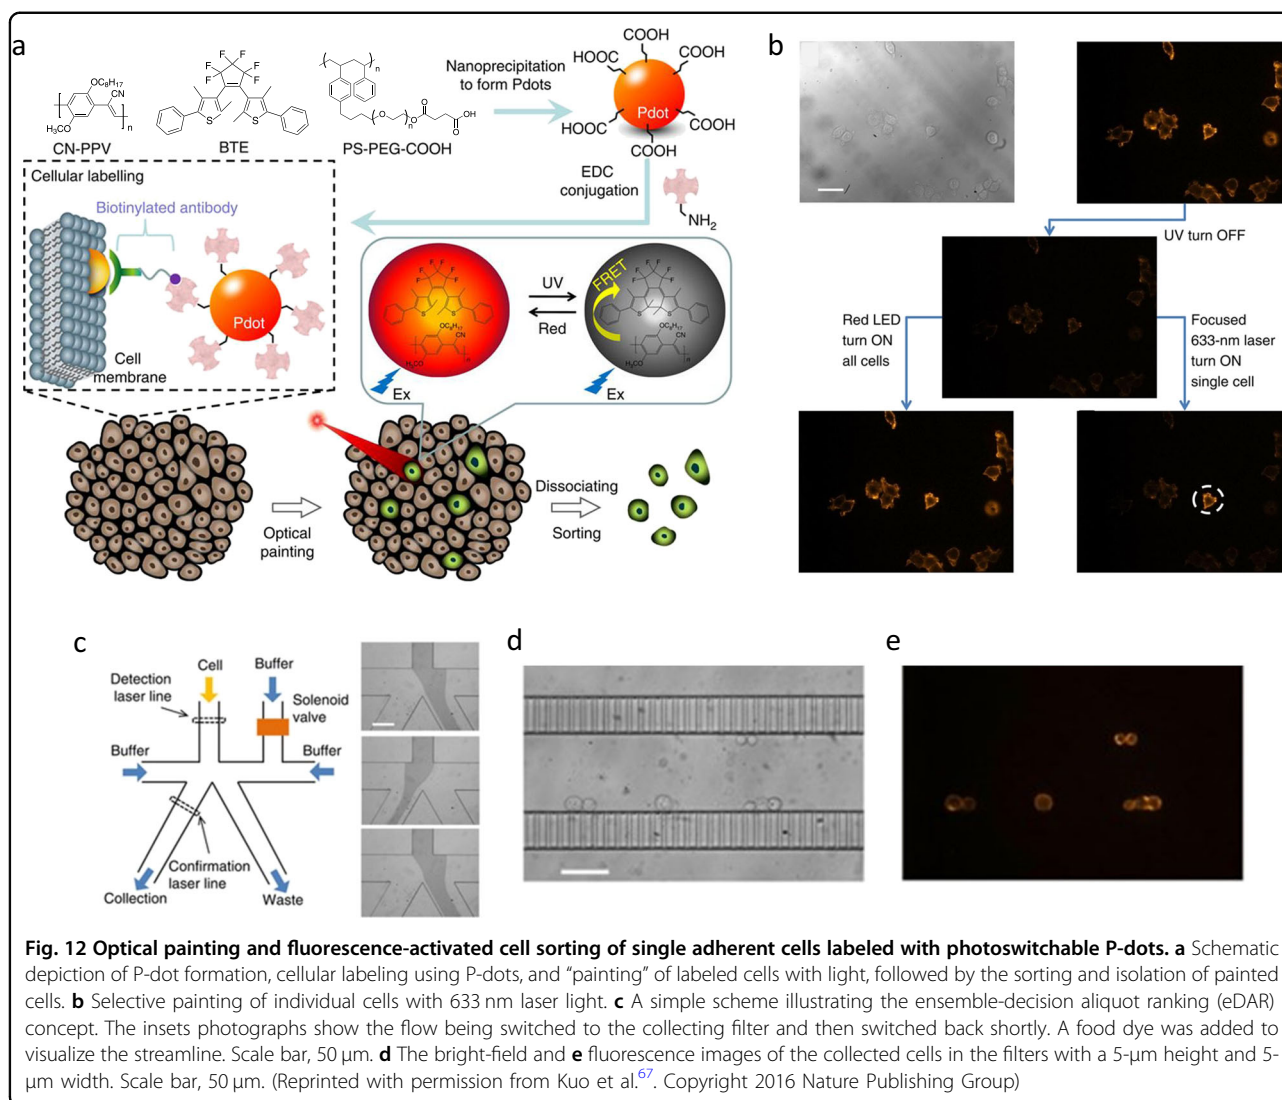 a
OC₈H₁₇
CN
H₃CO
n
CN-PPV
F F F F F F
S S
BTE
n
O
O
n
O
O
OH
PS-PEG-COOH
Nanoprecipitation
to form Pdots
COOH
HOOC
COOH
HOOC
COOH
Pdot
HOOC
COOH
COOH
EDC
conjugation
NH₂
Cellular labelling
Biotinylated antibody
Pdot
Cell
membrane
F F F F F F
S S
OC₈H₁₇
CN
H₃CO
n
Ex
UV
Red
FRET
F F F F F F
S S
OC₈H₁₇
CN
H₃CO
n
Ex
Optical
painting
Dissociating
Sorting
b
UV turn OFF
Red LED
turn ON
all cells
Focused
633-nm laser
turn ON
single cell
c
Cell
Buffer
Detection
laser line
Solenoid
valve
Buffer
Buffer
Confirmation
laser line
Collection
Waste
d
e
Fig. 12 Optical painting and fluorescence-activated cell sorting of single adherent cells labeled with photoswitchable P-dots. a Schematic
depiction of P-dot formation, cellular labeling using P-dots, and “painting” of labeled cells with light, followed by the sorting and isolation of painted
cells. b Selective painting of individual cells with 633 nm laser light. c A simple scheme illustrating the ensemble-decision aliquot ranking (eDAR)
concept. The insets photographs show the flow being switched to the collecting filter and then switched back shortly. A food dye was added to
visualize the streamline. Scale bar, 50 µm. d The bright-field and e fluorescence images of the collected cells in the filters with a 5-µm height and 5-
µm width. Scale bar, 50 µm. (Reprinted with permission from Kuo et al.⁶⁷. Copyright 2016 Nature Publishing Group)